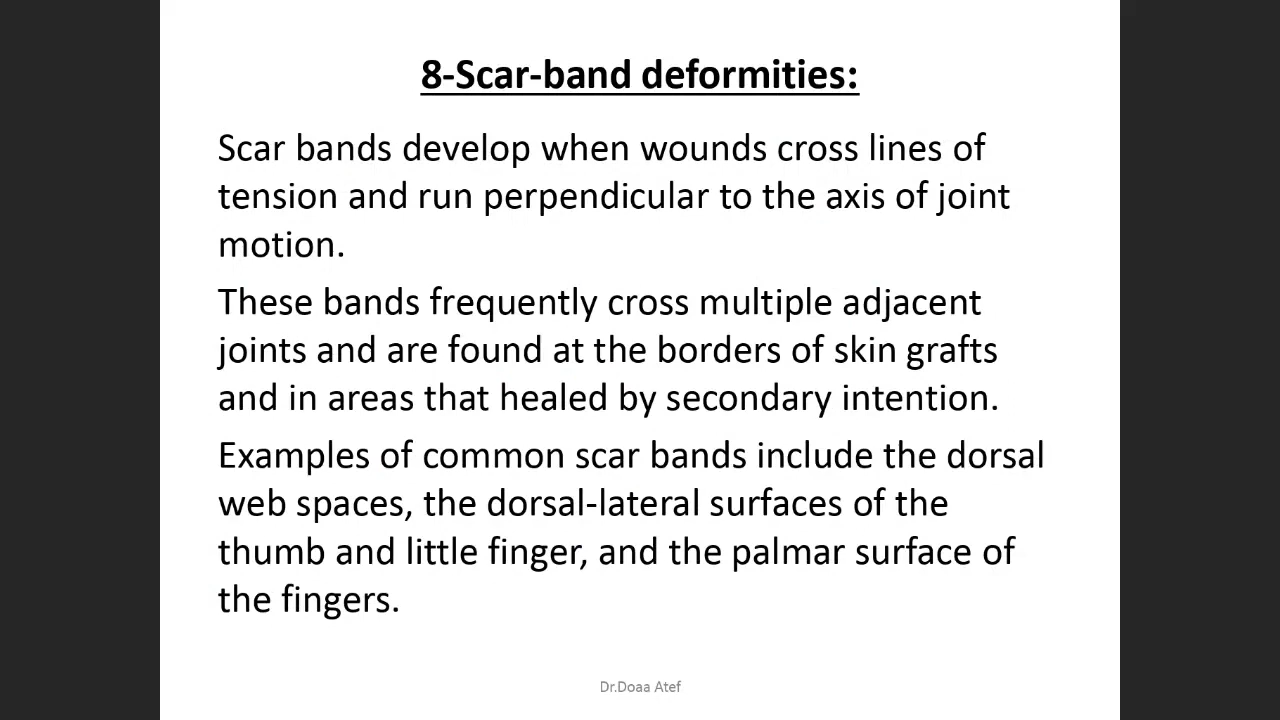 8-Scar-band deformities:
Scar bands develop when wounds cross lines of
tension and run perpendicular to the axis of joint
motion.
These bands frequently cross multiple adjacent
joints and are found at the borders of skin grafts
and in areas that healed by secondary intention.
Examples of common scar bands include the dorsal
web spaces, the dorsal-lateral surfaces of the
thumb and little finger, and the palmar surface of
the fingers.
Dr.Doaa Atef